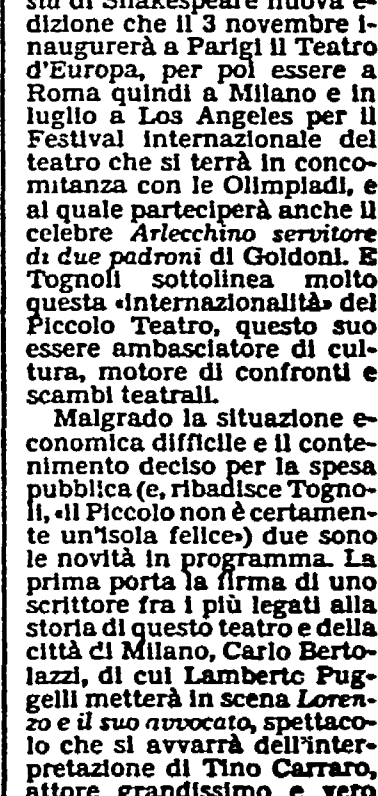 sta di Shakespeare nuova e-
dizione che il 3 novembre i-
naugurerà a Parigi il Teatro
d'Europa, per poi essere a
Roma quindi a Milano e in
luglio a Los Angeles per il
Festival internazionale del
teatro che si terrà in conco-
mitanza con le Olimpiadi, e
al quale parteciperà anche il
celebre Arlecchino servitore
di due padroni di Goldoni. E
Tognoli sottolinea molto
questa «internazionalità» del
Piccolo Teatro, questo suo
essere ambasciatore di cul-
tura, motore di confronti e
scambi teatrali.
Malgrado la situazione e-
conomica difficile e il conte-
nimento deciso per la spesa
pubblica (e, ribadisce Togno-
li, «il Piccolo non è certamen-
te un'isola felice») due sono
le novità in programma. La
prima porta la firma di uno
scrittore fra i più legati alla
storia di questo teatro e della
città di Milano, Carlo Berto-
lazzi, di cui Lamberto Pug-
gelli metterà in scena Loren-
zo e il suo avvocato, spettaco-
lo che si avvarrà dell'inter-
pretazione di Tino Carraro,
attore grandissimo e vero